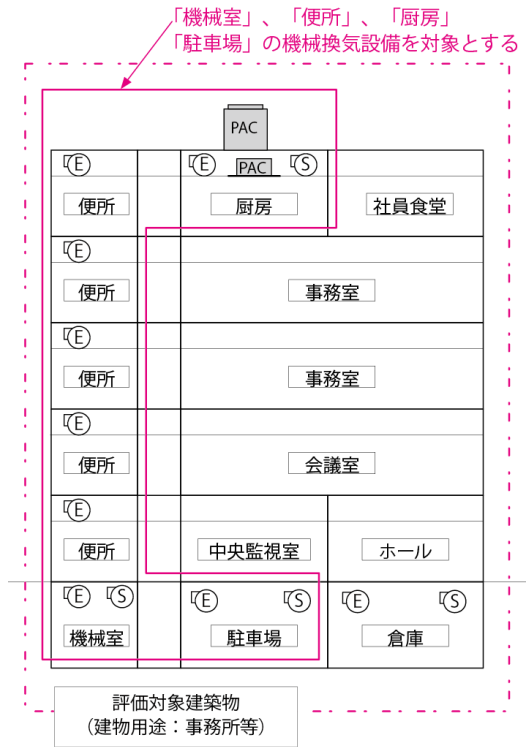 「機械室」、「便所」、「厨房」
「駐車場」の機械換気設備を対象とする
PAC
E
E
PAC
S
便所
厨房
社員食堂
E
便所
事務室
E
便所
事務室
E
便所
会議室
E
便所
中央監視室
ホール
E
S
E
S
E
S
機械室
駐車場
倉庫
評価対象建築物
（建物用途：事務所等）